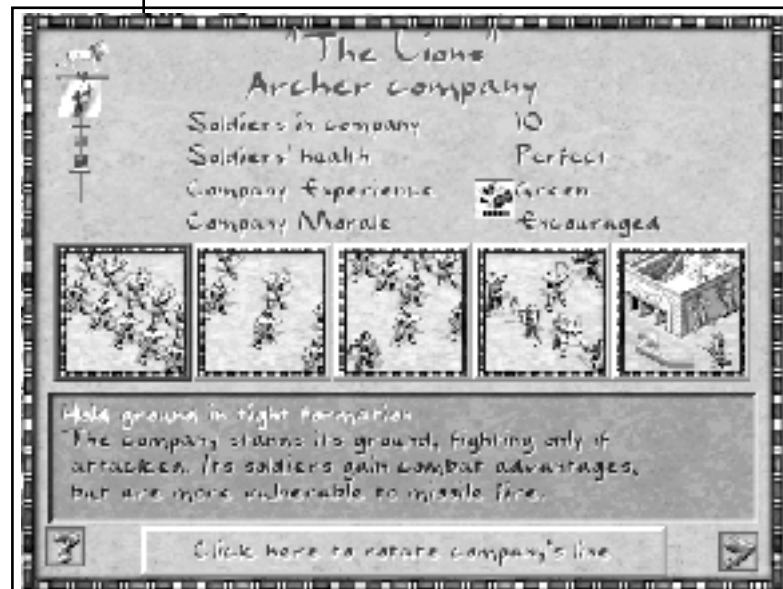 "The Lions"
Archer company
Soldiers in company 10
Soldiers' health Perfect
Company Experience Green
Company Morale Encouraged
Hold ground in tight formation
The company stands its ground, fighting only if
attacked. Its soldiers gain combat advantages,
but are more vulnerable to missile fire.
?
Click here to rotate company's line